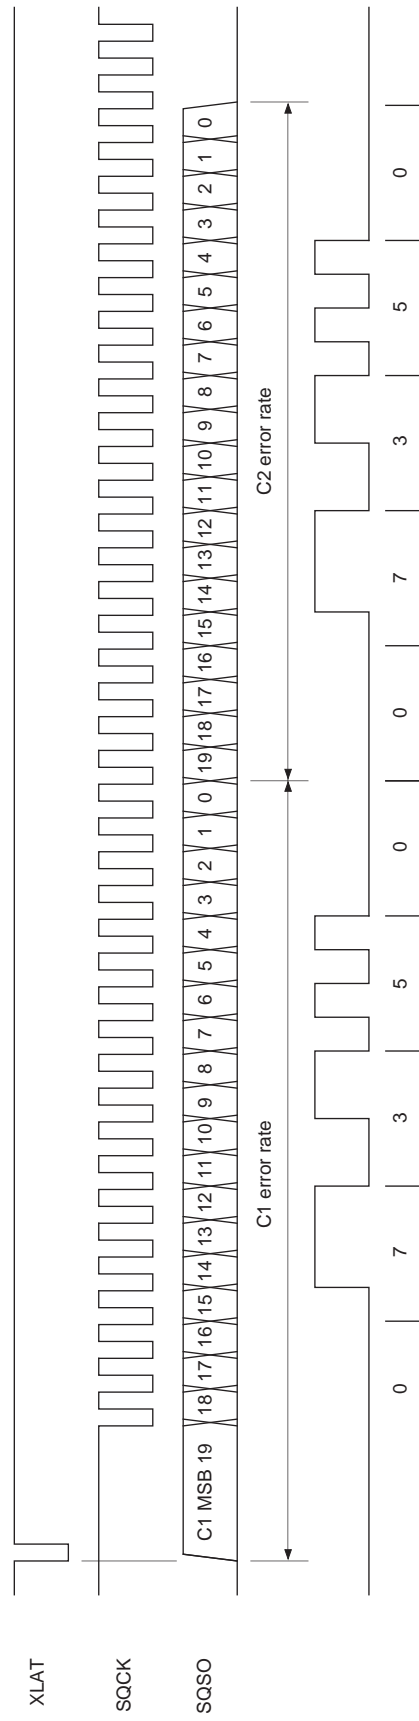 XLAT
SQCK
SQSO
C1 MSB 19 18 17 16 15 14 13 12 11 10 9 8 7 6 5 4 3 2 1 0 19 18 17 16 15 14 13 12 11 10 9 8 7 6 5 4 3 2 1 0
C1 error rate
C2 error rate
0 7 3 5 0 0 7 3 5 0